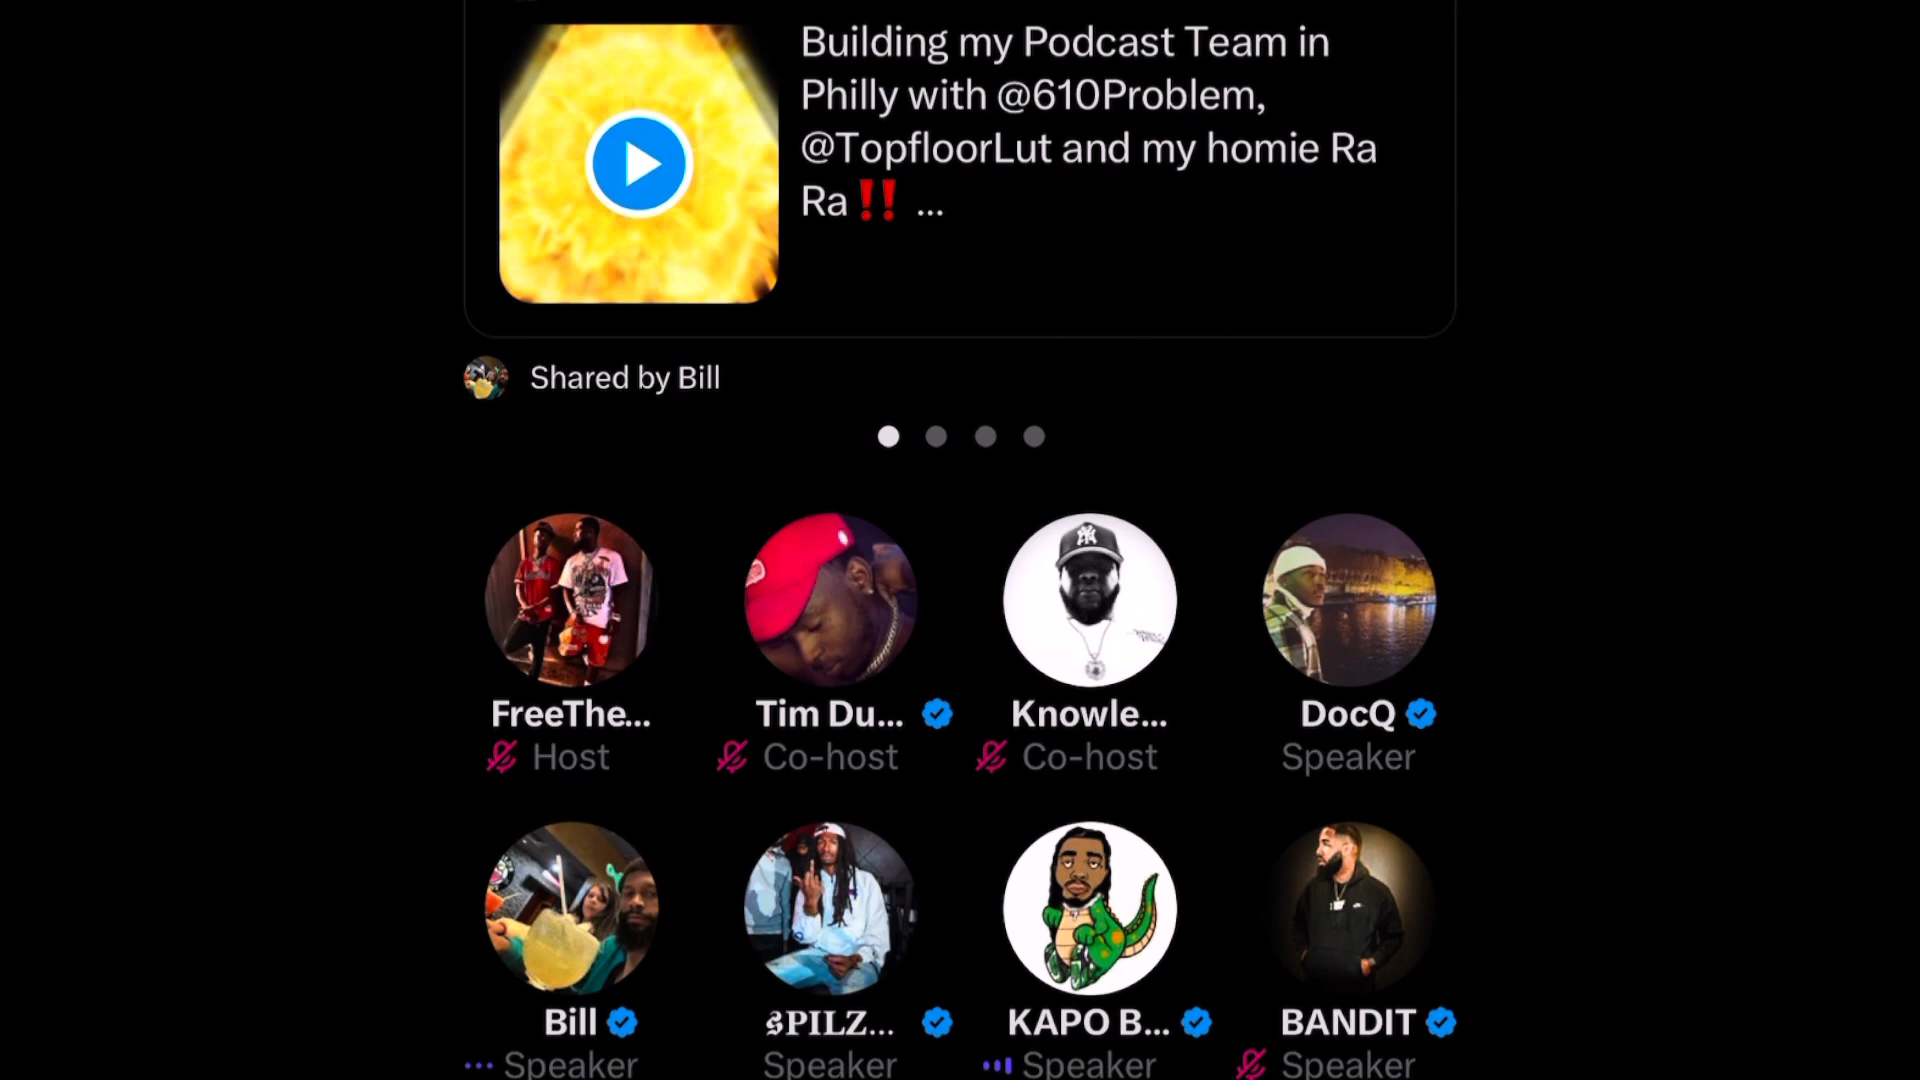 Building my Podcast Team in
Philly with @610Problem,
@TopfloorLut and my homie Ra
Ra‼️ ...
Shared by Bill
FreeThe... Tim Du... Knowle... DocQ
Host Co-host Co-host Speaker
Bill 𝕾PILZ... KAPO B... BANDIT
Speaker Speaker Speaker Speaker